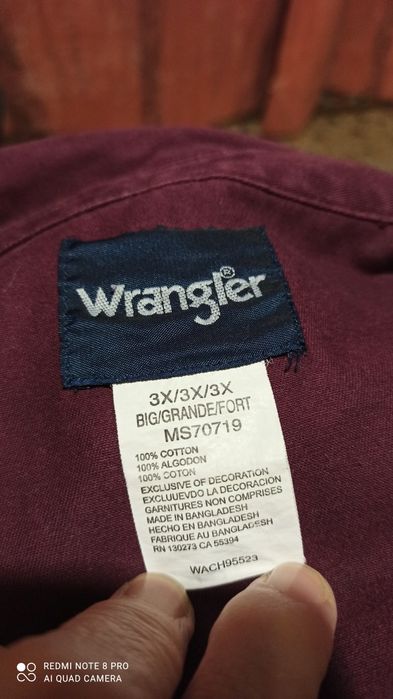 Wrangler®
3X/3X/3X
BIG/GRANDE/FORT
MS70719
100% COTTON
100% ALGODON
100% COTON
EXCLUSIVE OF DECORATION
EXCLUUEVDO LA DECORACION
GARNITURES NON COMPRISES
MADE IN BANGLADESH
HECHO EN BANGLADESH
FABRIQUE AU BANGLADESH
RN 130273 CA 55394
WACH95523
REDMI NOTE 8 PRO
AI QUAD CAMERA